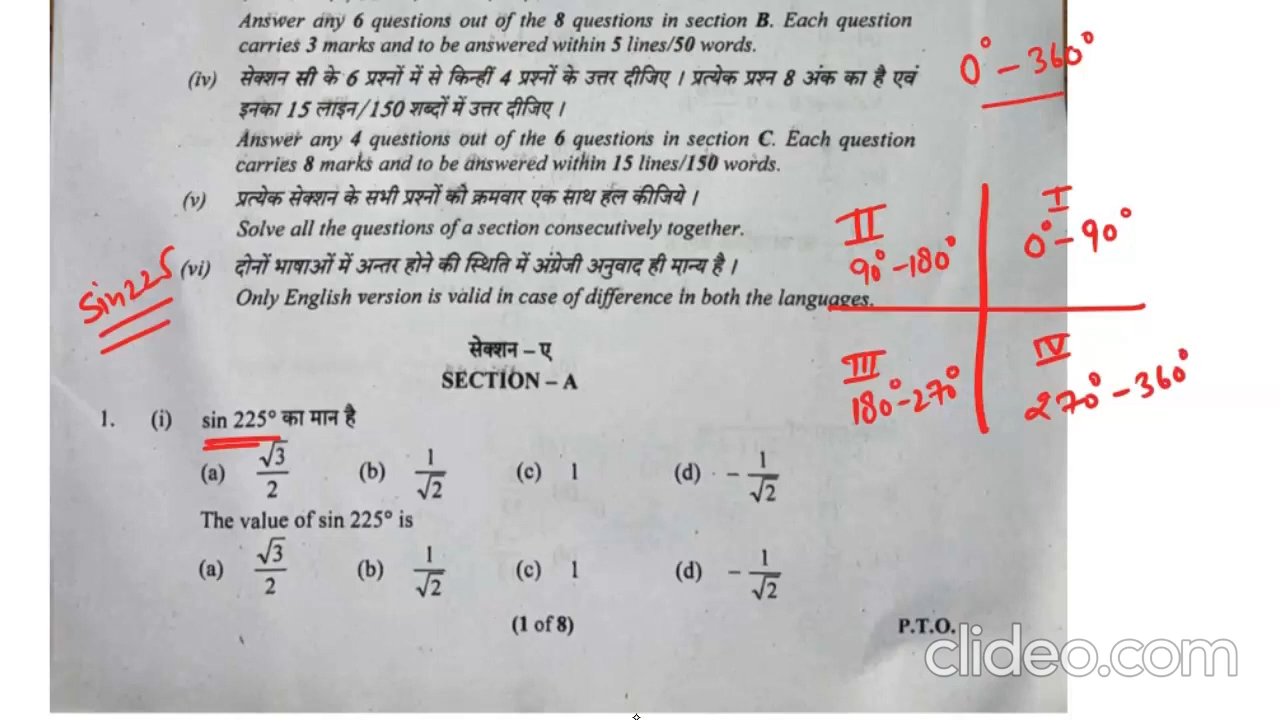 Answer any 6 questions out of the 8 questions in section B. Each question
carries 3 marks and to be answered within 5 lines/50 words.
(iv) सेक्शन सी के 6 प्रश्नों में से किन्हीं 4 प्रश्नों के उत्तर दीजिए । प्रत्येक प्रश्न 8 अंक का है एवं
इनका 15 लाइन/150 शब्दों में उत्तर दीजिए ।
Answer any 4 questions out of the 6 questions in section C. Each question
carries 8 marks and to be answered within 15 lines/150 words.
(v) प्रत्येक सेक्शन के सभी प्रश्नों को क्रमवार एक साथ हल कीजिये ।
Solve all the questions of a section consecutively together.
(vi) दोनों भाषाओं में अन्तर होने की स्थिति में अंग्रेजी अनुवाद ही मान्य है ।
Only English version is valid in case of difference in both the languages.
सेक्शन – ए
SECTION – A
1. (i) sin 225° का मान है
(a) √3/2 (b) 1/√2 (c) 1 (d) - 1/√2
The value of sin 225° is
(a) √3/2 (b) 1/√2 (c) 1 (d) - 1/√2
(1 of 8) P.T.O.
Sin 225
0° – 360°
II
90° – 180°
I
0° – 90°
III
180° – 270°
IV
270° – 360°
clideo.com